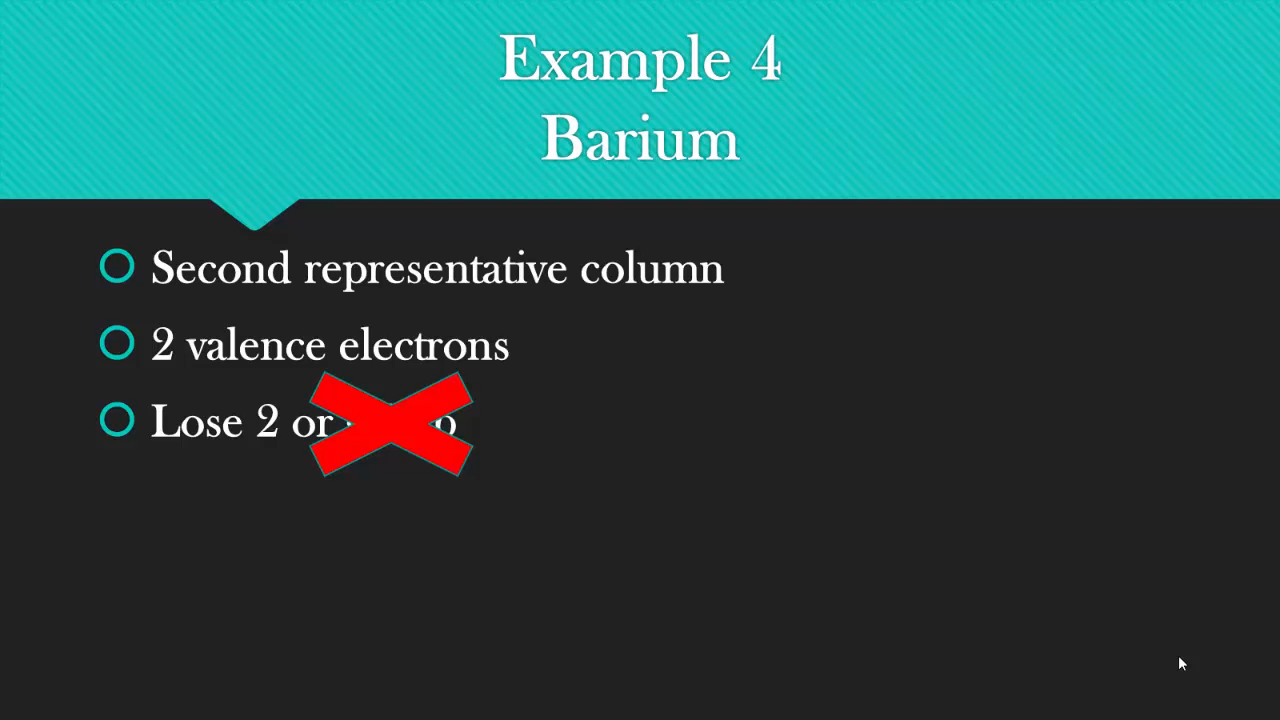 Example 4
Barium
Second representative column
2 valence electrons
Lose 2 or